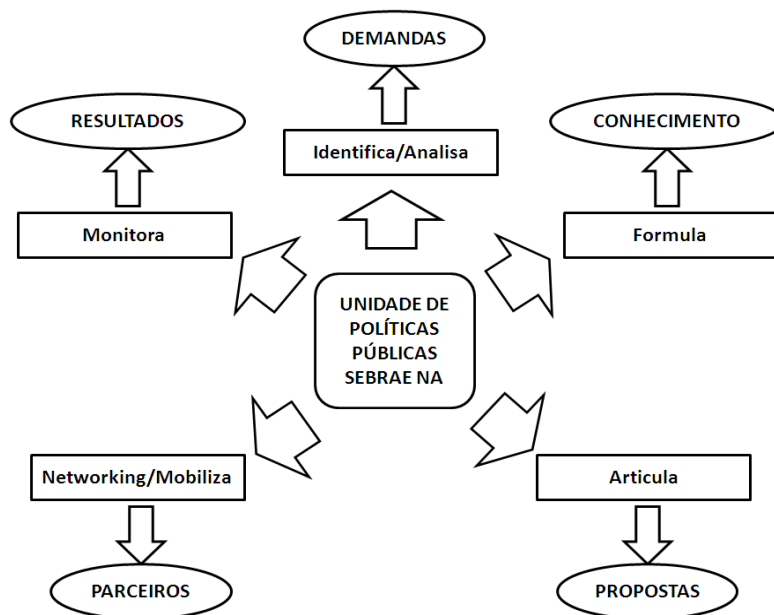 DEMANDAS
RESULTADOS
CONHECIMENTO
Identifica/Analisa
Monitora
Formula
UNIDADE DE
POLÍTICAS
PÚBLICAS
SEBRAE NA
Networking/Mobiliza
Articula
PARCEIROS
PROPOSTAS